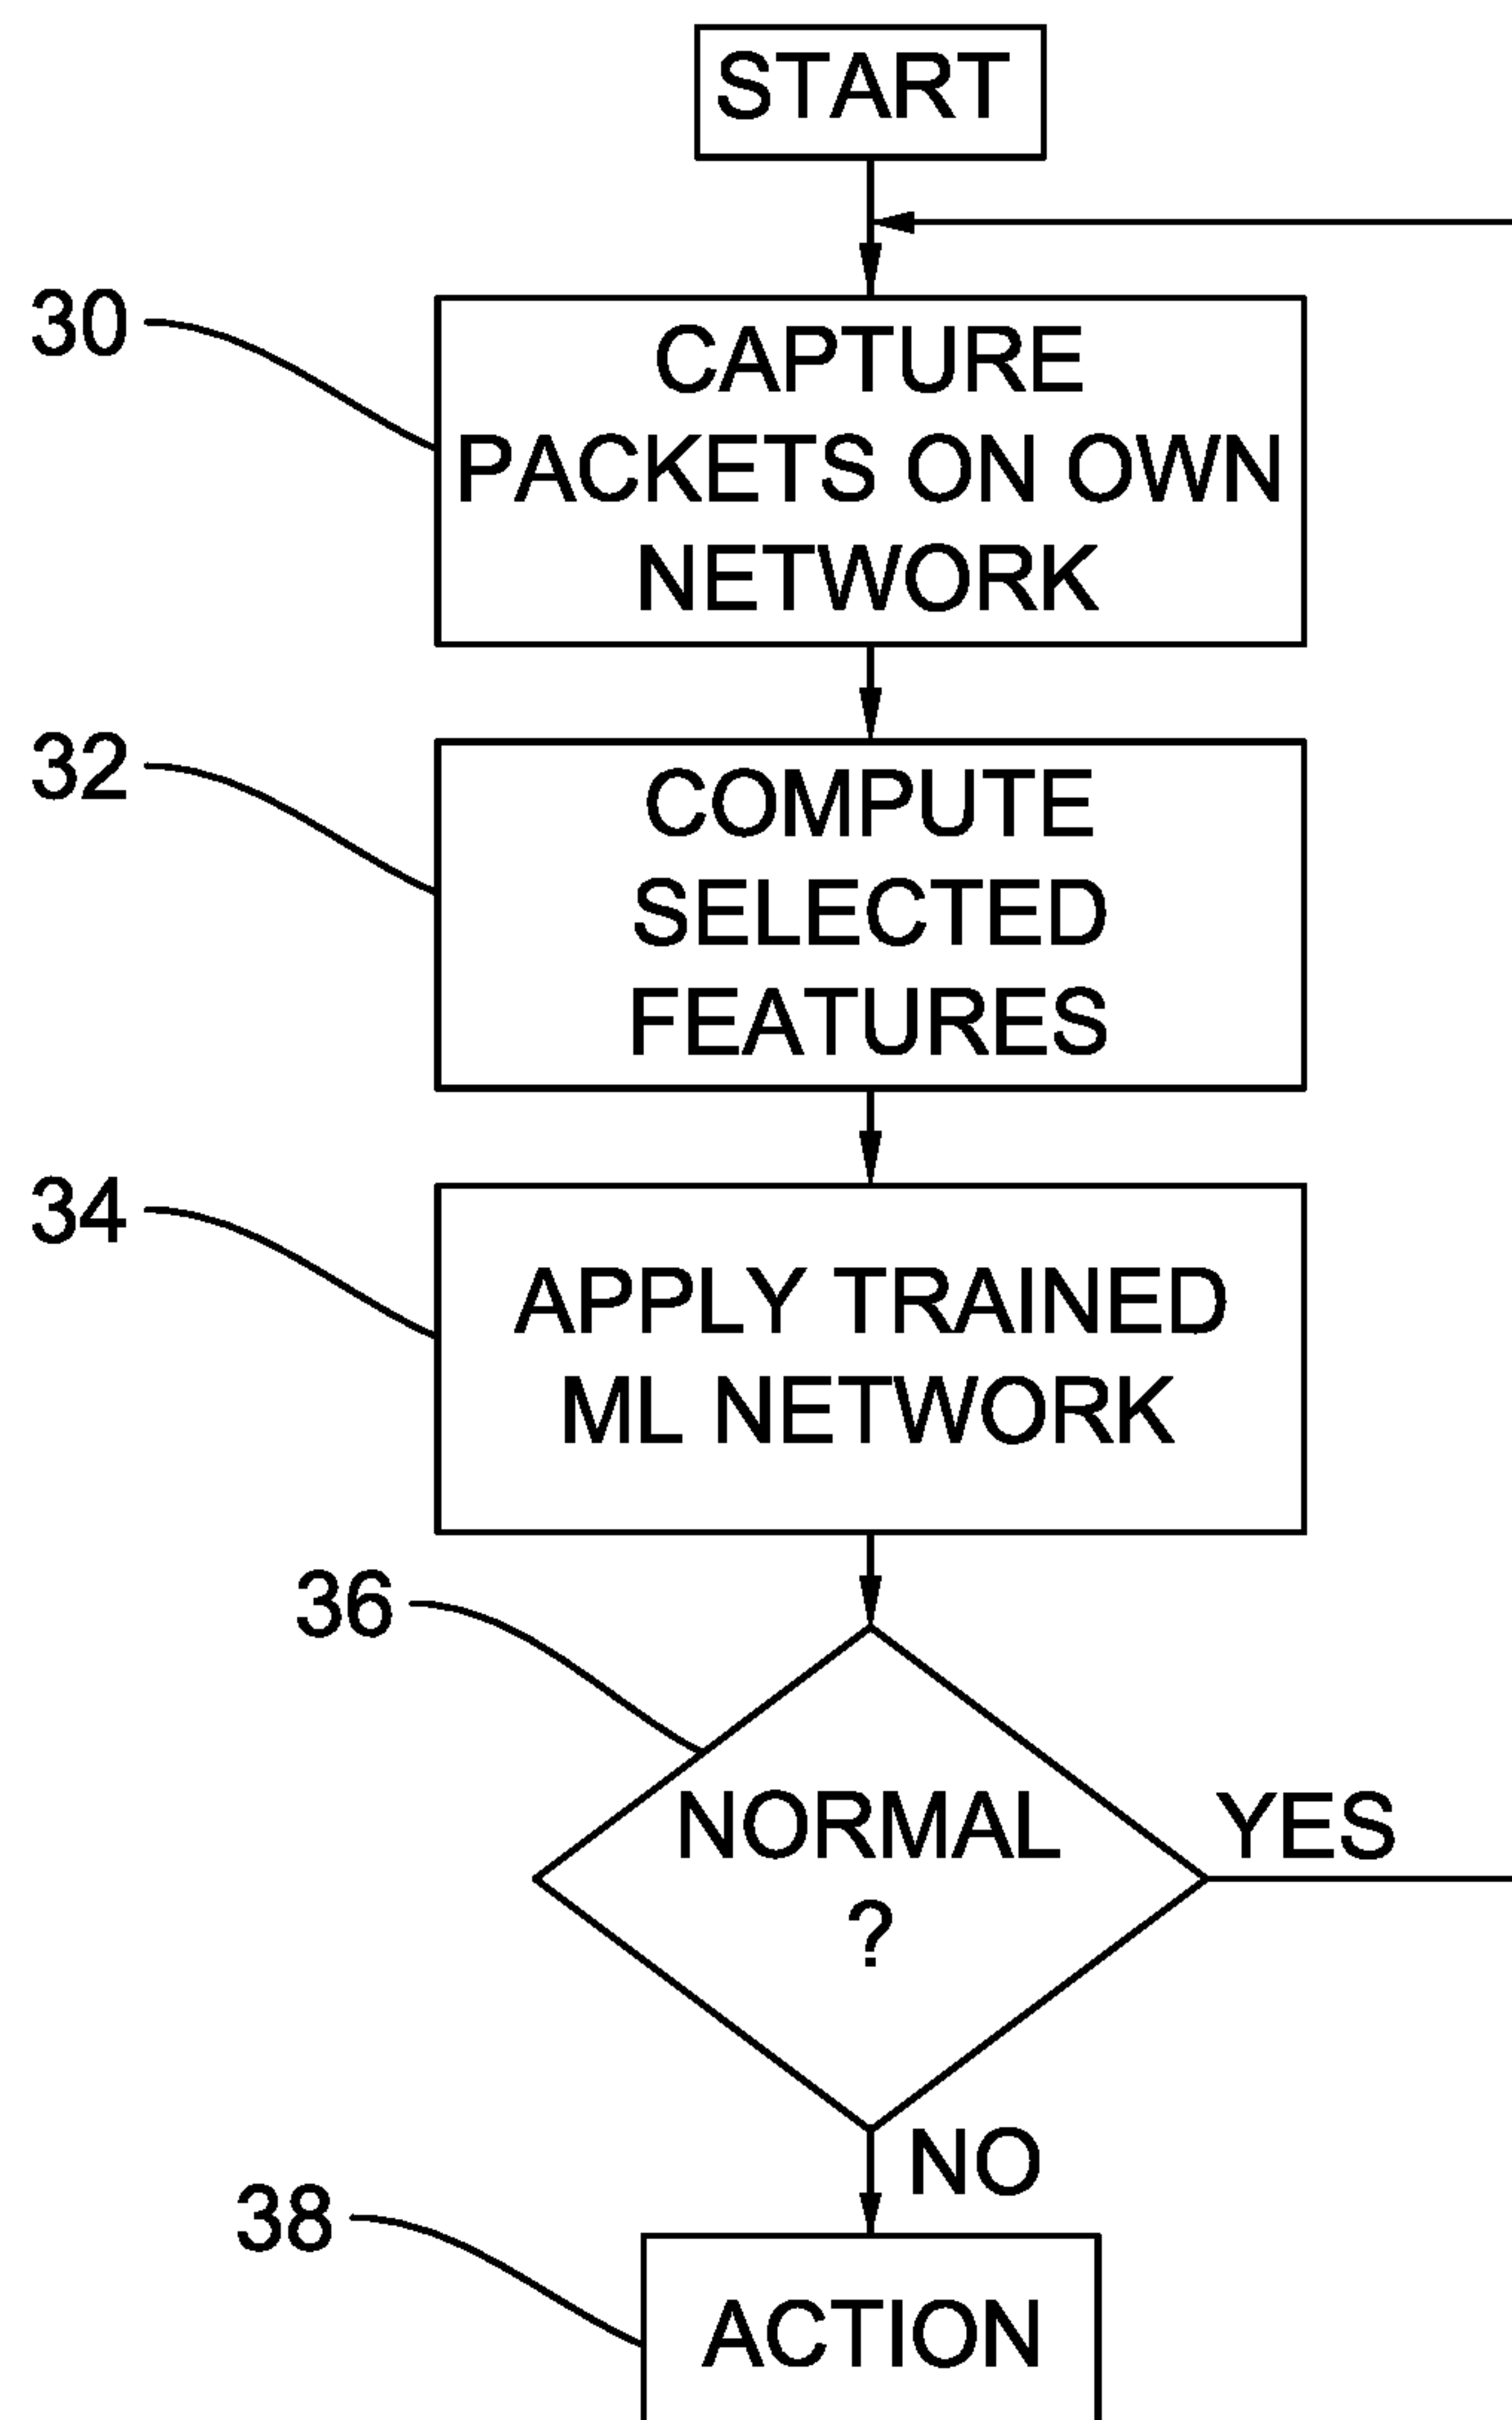 START
30
CAPTURE
PACKETS ON OWN
NETWORK
32
COMPUTE
SELECTED
FEATURES
34
APPLY TRAINED
ML NETWORK
36
NORMAL
?
YES
NO
38
ACTION